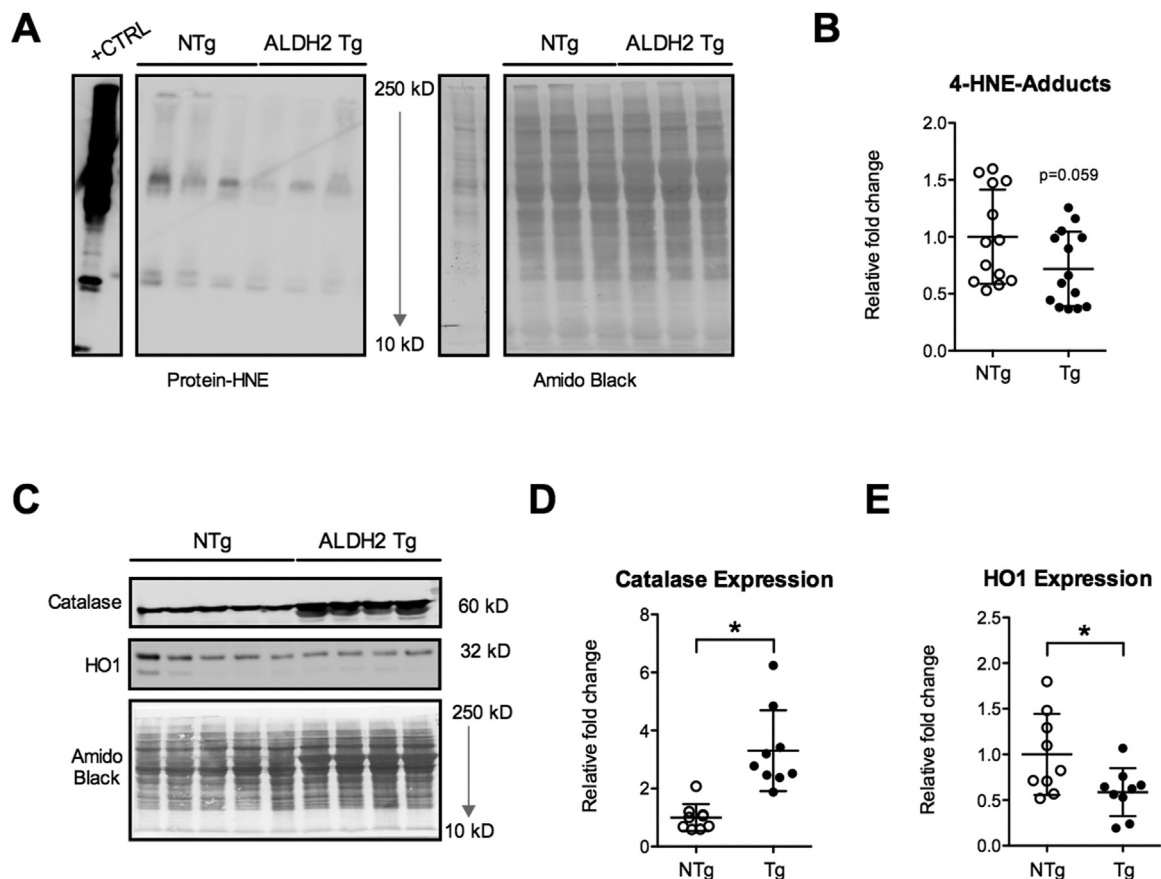 A
+CTRL
NTg
ALDH2 Tg
250 kD
10 kD
Protein-HNE
NTg
ALDH2 Tg
Amido Black
B
4-HNE-Adducts
Relative fold change
2.0
1.5
1.0
0.5
0.0
p=0.059
NTg
Tg
C
NTg
ALDH2 Tg
Catalase
60 kD
HO1
32 kD
250 kD
Amido
Black
10 kD
D
Catalase Expression
Relative fold change
8
6
4
2
0
*
NTg
Tg
E
HO1 Expression
Relative fold change
2.5
2.0
1.5
1.0
0.5
0.0
*
NTg
Tg